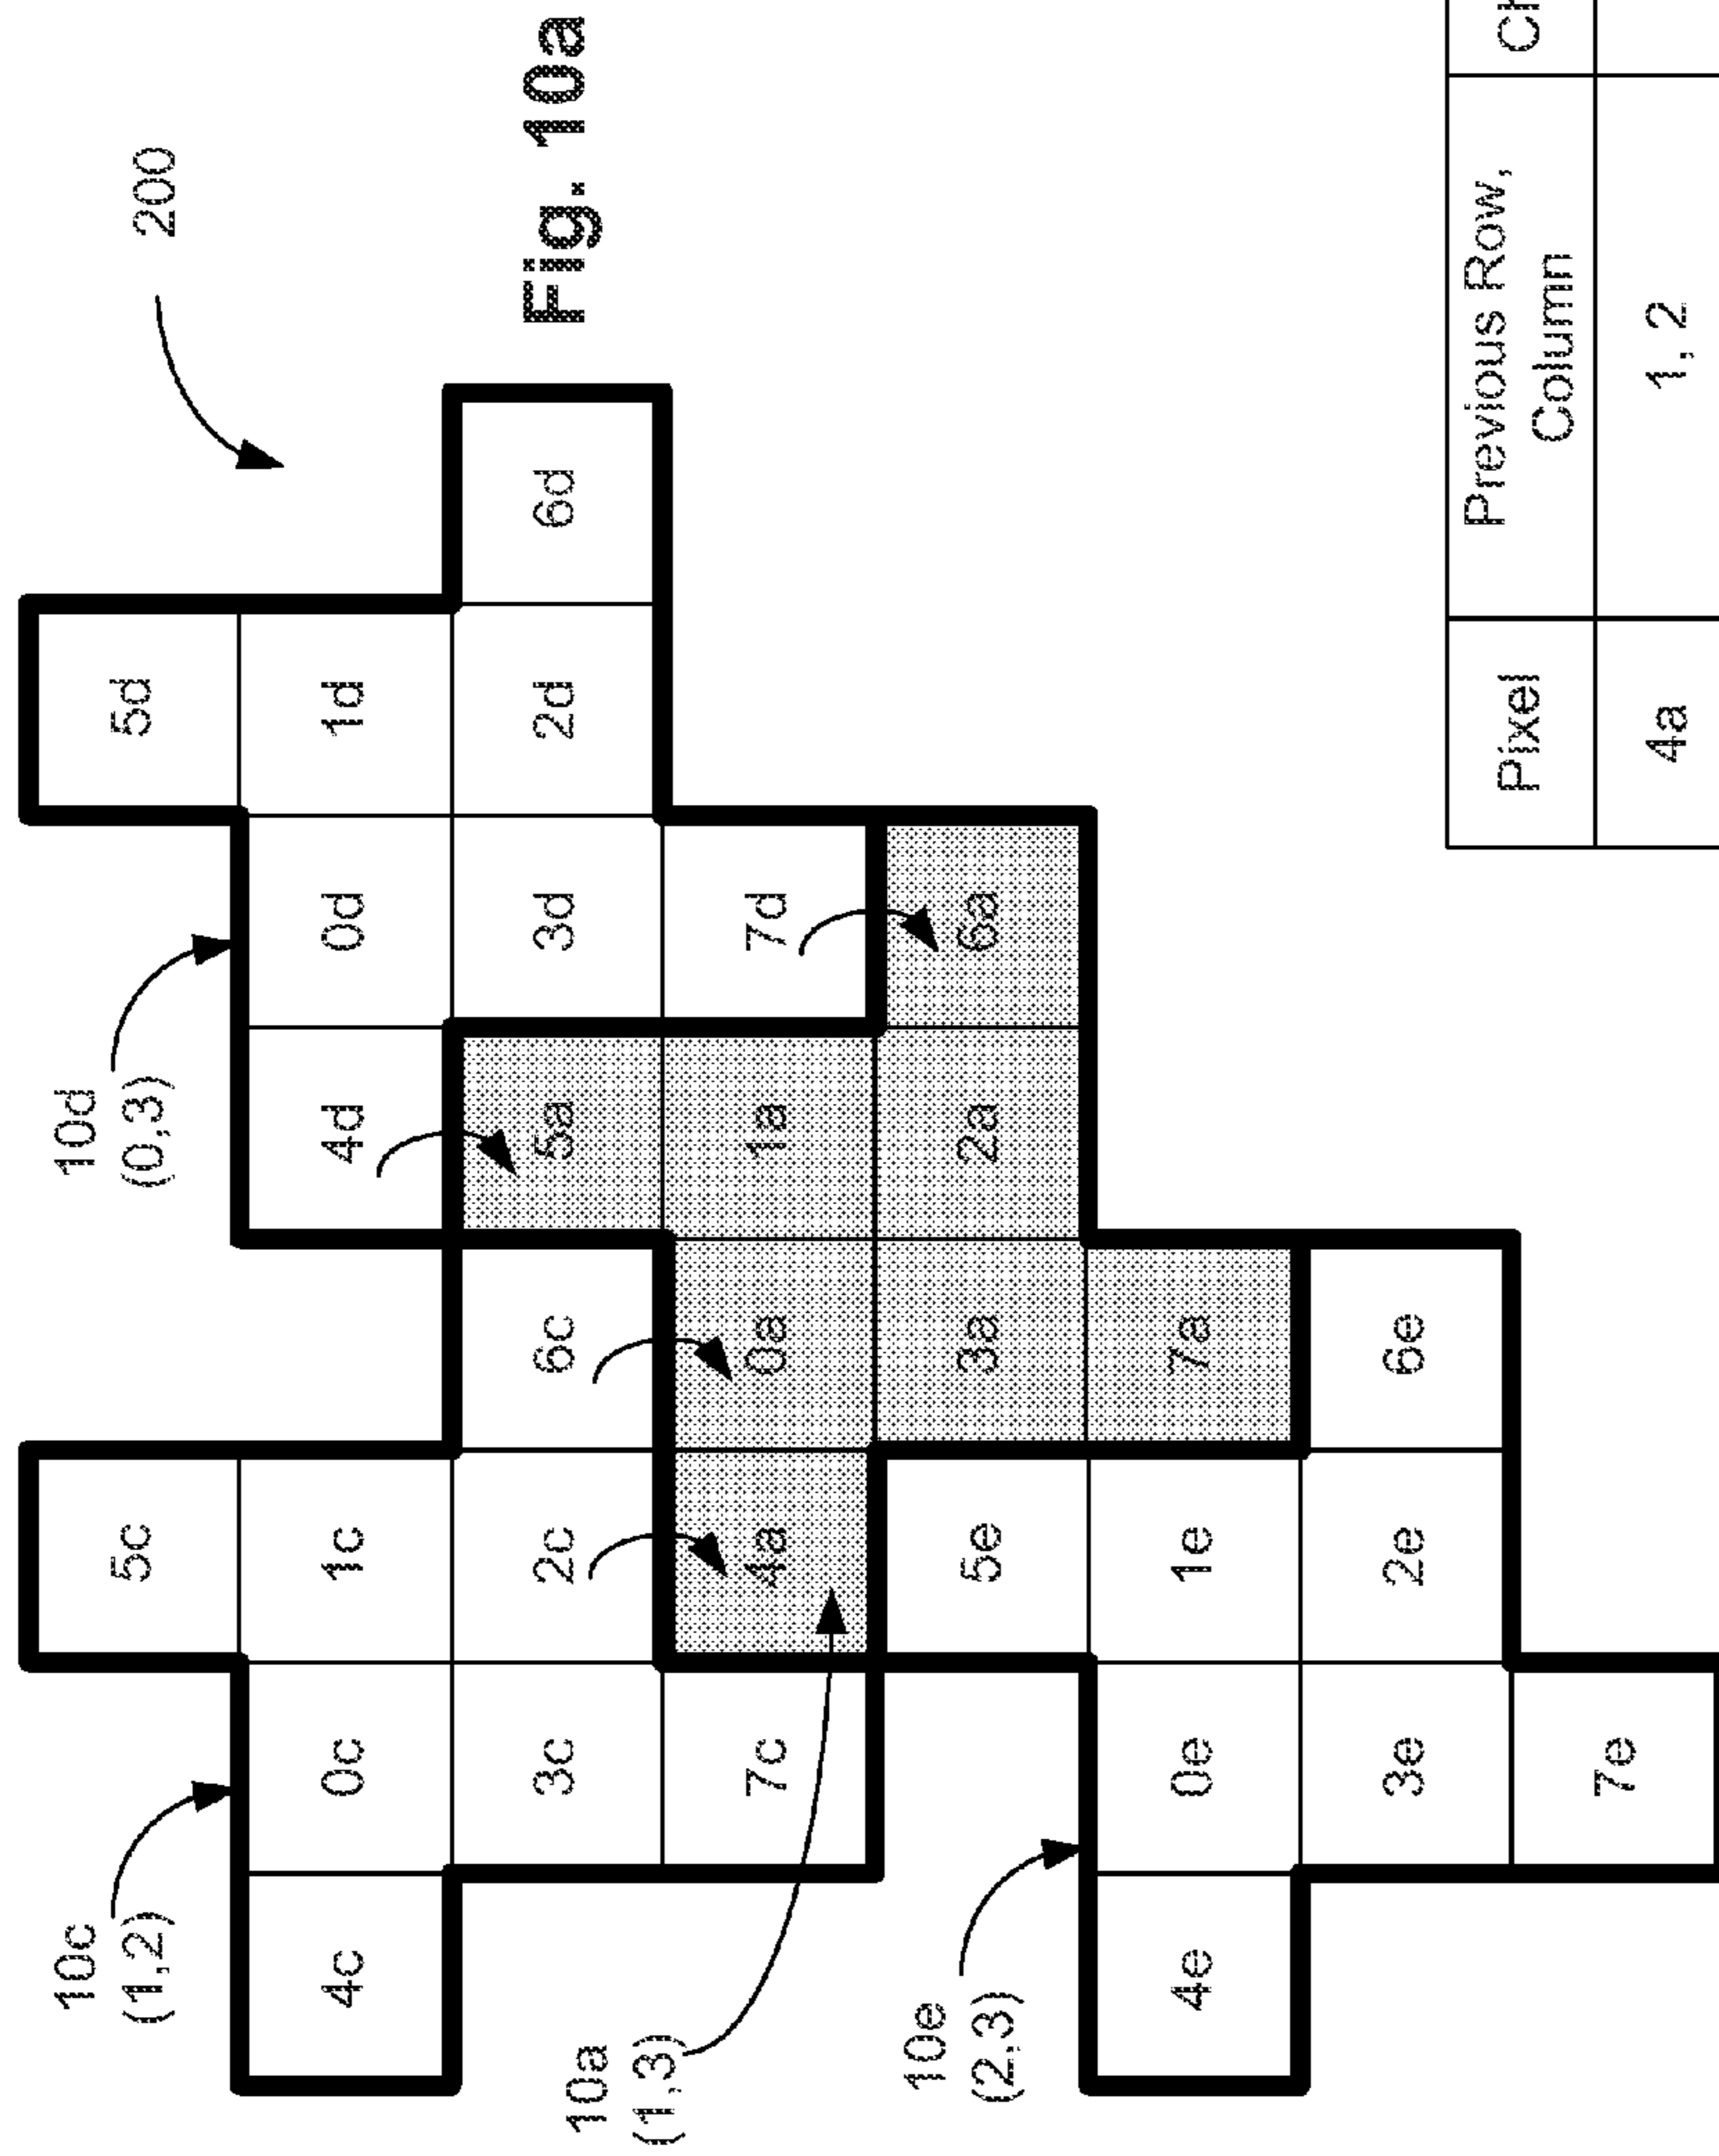 10c 10d
(1,2) 5c (0,3) 5d 200
4c 0c 1c 4d 0d 1d
3c 2c 6c 5a 3d 2d 6d Fig. 10a
10a
(1,3)
7c 4a 0a 1a 7d
10e
(2,3) 5e 3a 2a 6a
4e 0e 1e 7a
3e 2e 6e
7e
Pixel
Previous Row,
Column
4a 1, 2